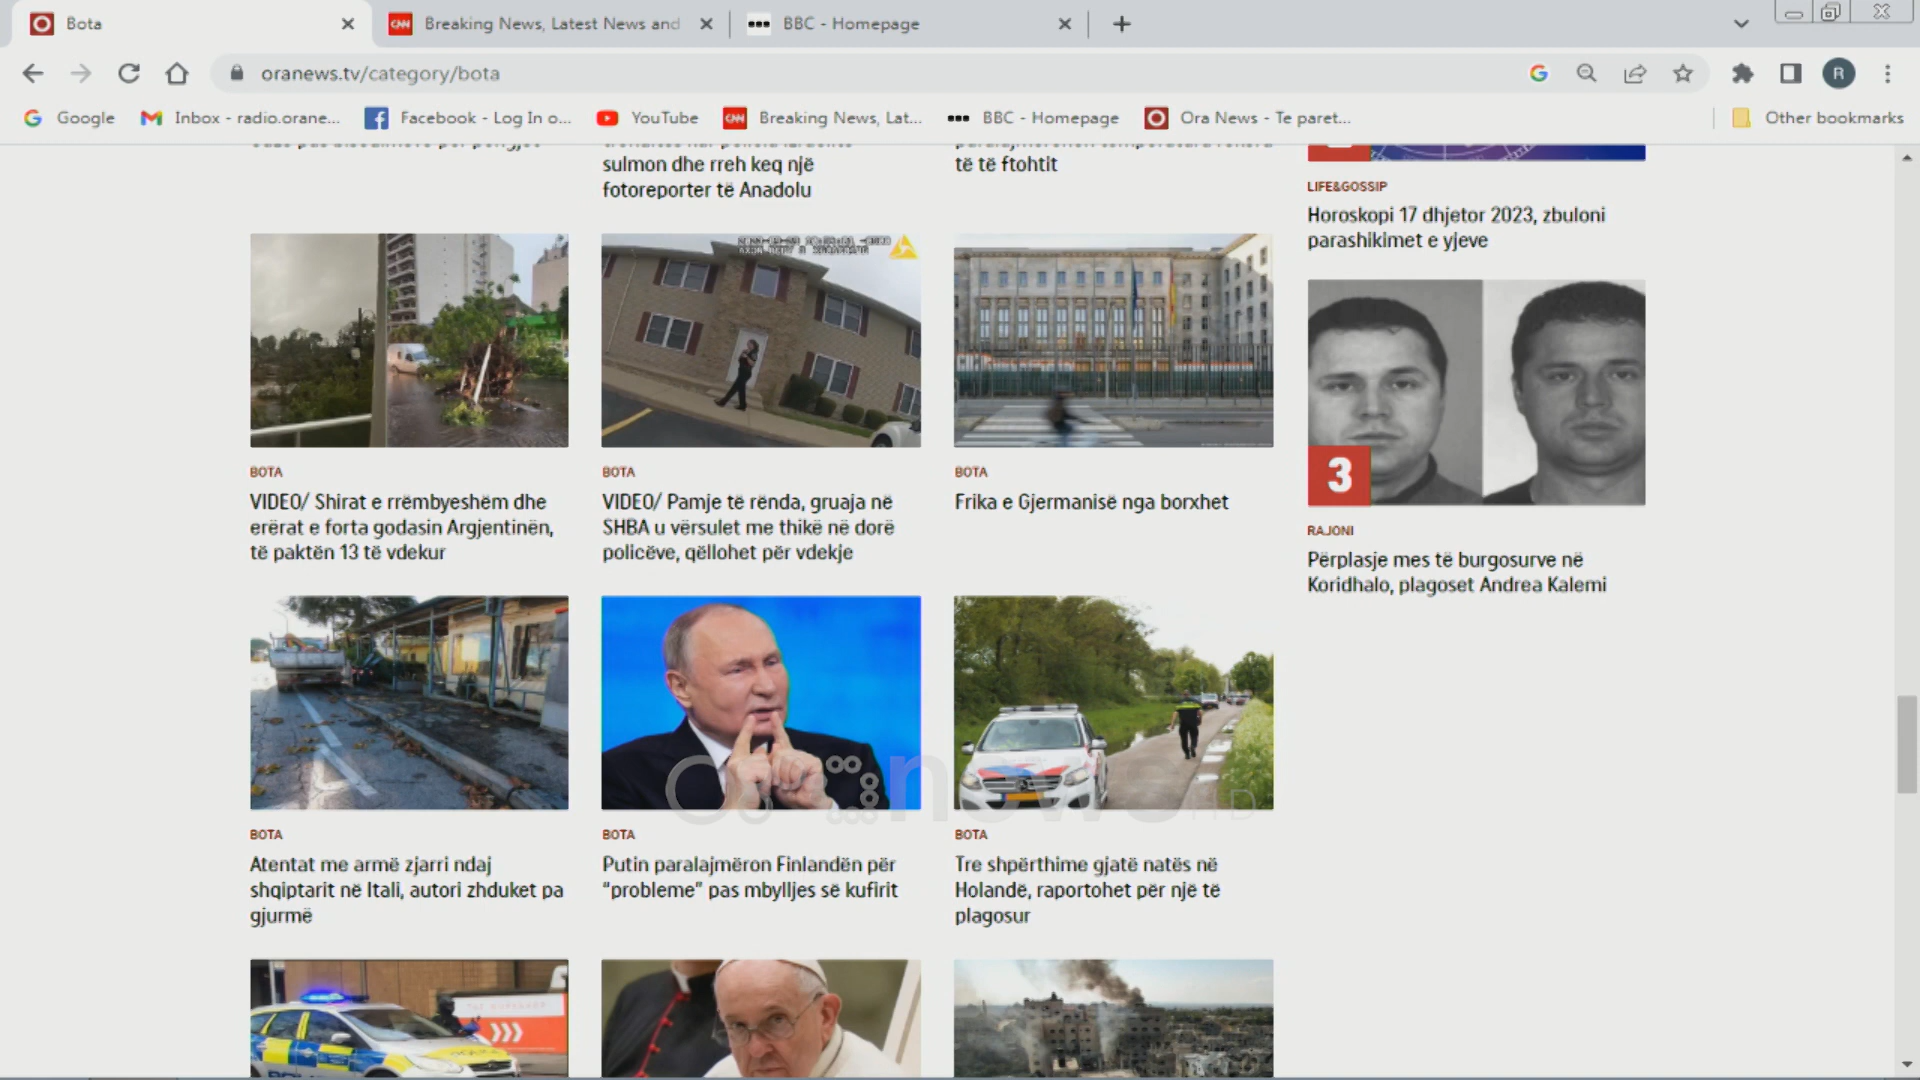 Bota
Breaking News, Latest News and
BBC - Homepage
oranews.tv/category/bota
R
Google
Inbox - radio.orane...
Facebook - Log In o...
YouTube
Breaking News, Lat...
BBC - Homepage
Ora News - Te paret...
Other bookmarks
sulmon dhe rreh keq një
fotoreporter të Anadolu
të të ftohtit
LIFE&GOSSIP
Horoskopi 17 dhjetor 2023, zbuloni
parashikimet e yjeve
BOTA
VIDEO/ Shirat e rrëmbyeshëm dhe
erërat e forta godasin Argjentinën,
të paktën 13 të vdekur
BOTA
VIDEO/ Pamje të rënda, gruaja në
SHBA u vërsulet me thikë në dorë
policëve, qëllohet për vdekje
BOTA
Frika e Gjermanisë nga borxhet
3
RAJONI
Përplasje mes të burgosurve në
Koridhalo, plagoset Andrea Kalemi
BOTA
Atentat me armë zjarri ndaj
shqiptarit në Itali, autori zhduket pa
gjurmë
BOTA
Putin paralajmëron Finlandën për
“probleme” pas mbylljes së kufirit
BOTA
Tre shpërthime gjatë natës në
Holandë, raportohet për një të
plagosur
oranews HD